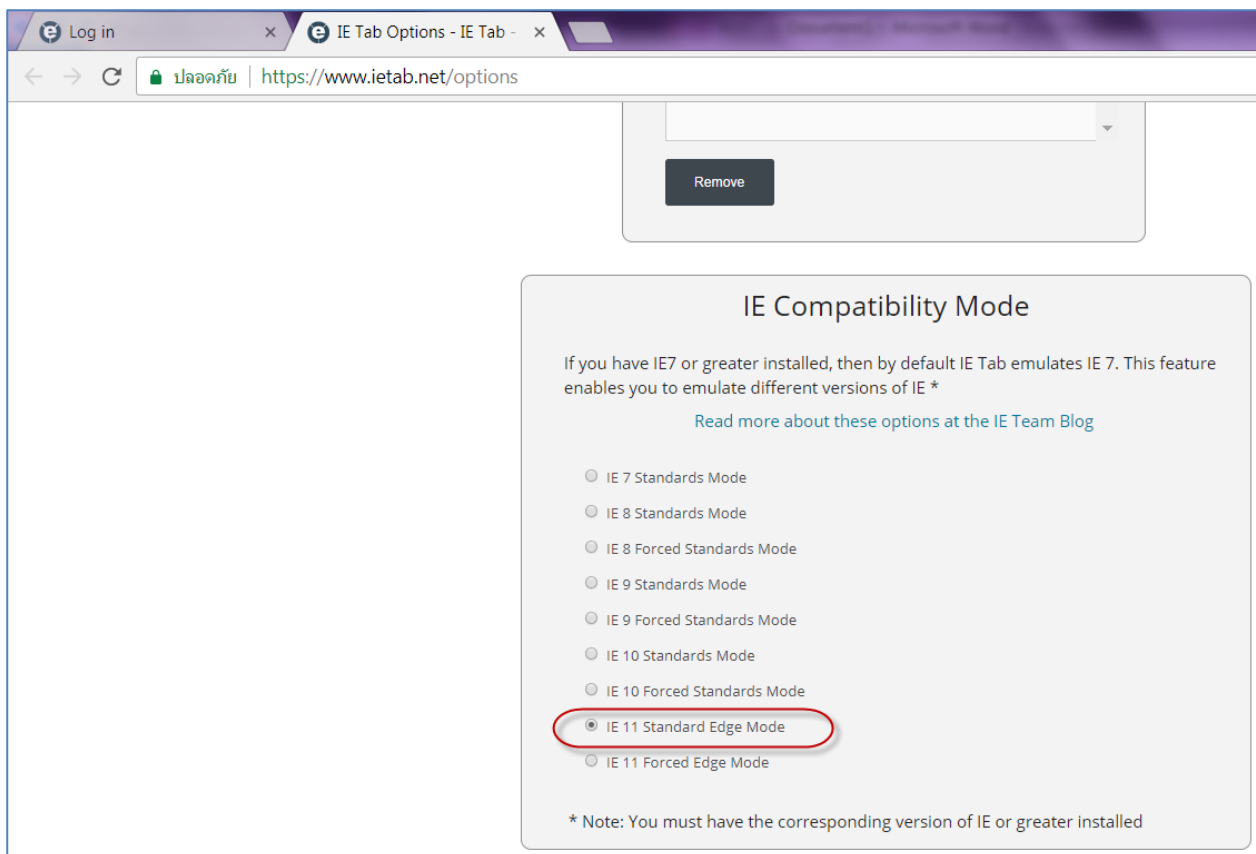 Log in
IE Tab Options - IE Tab -
ปลอดภัย https://www.ietab.net/options
Remove
IE Compatibility Mode
If you have IE7 or greater installed, then by default IE Tab emulates IE 7. This feature
enables you to emulate different versions of IE *
Read more about these options at the IE Team Blog
IE 7 Standards Mode
IE 8 Standards Mode
IE 8 Forced Standards Mode
IE 9 Standards Mode
IE 9 Forced Standards Mode
IE 10 Standards Mode
IE 10 Forced Standards Mode
IE 11 Standard Edge Mode
IE 11 Forced Edge Mode
* Note: You must have the corresponding version of IE or greater installed